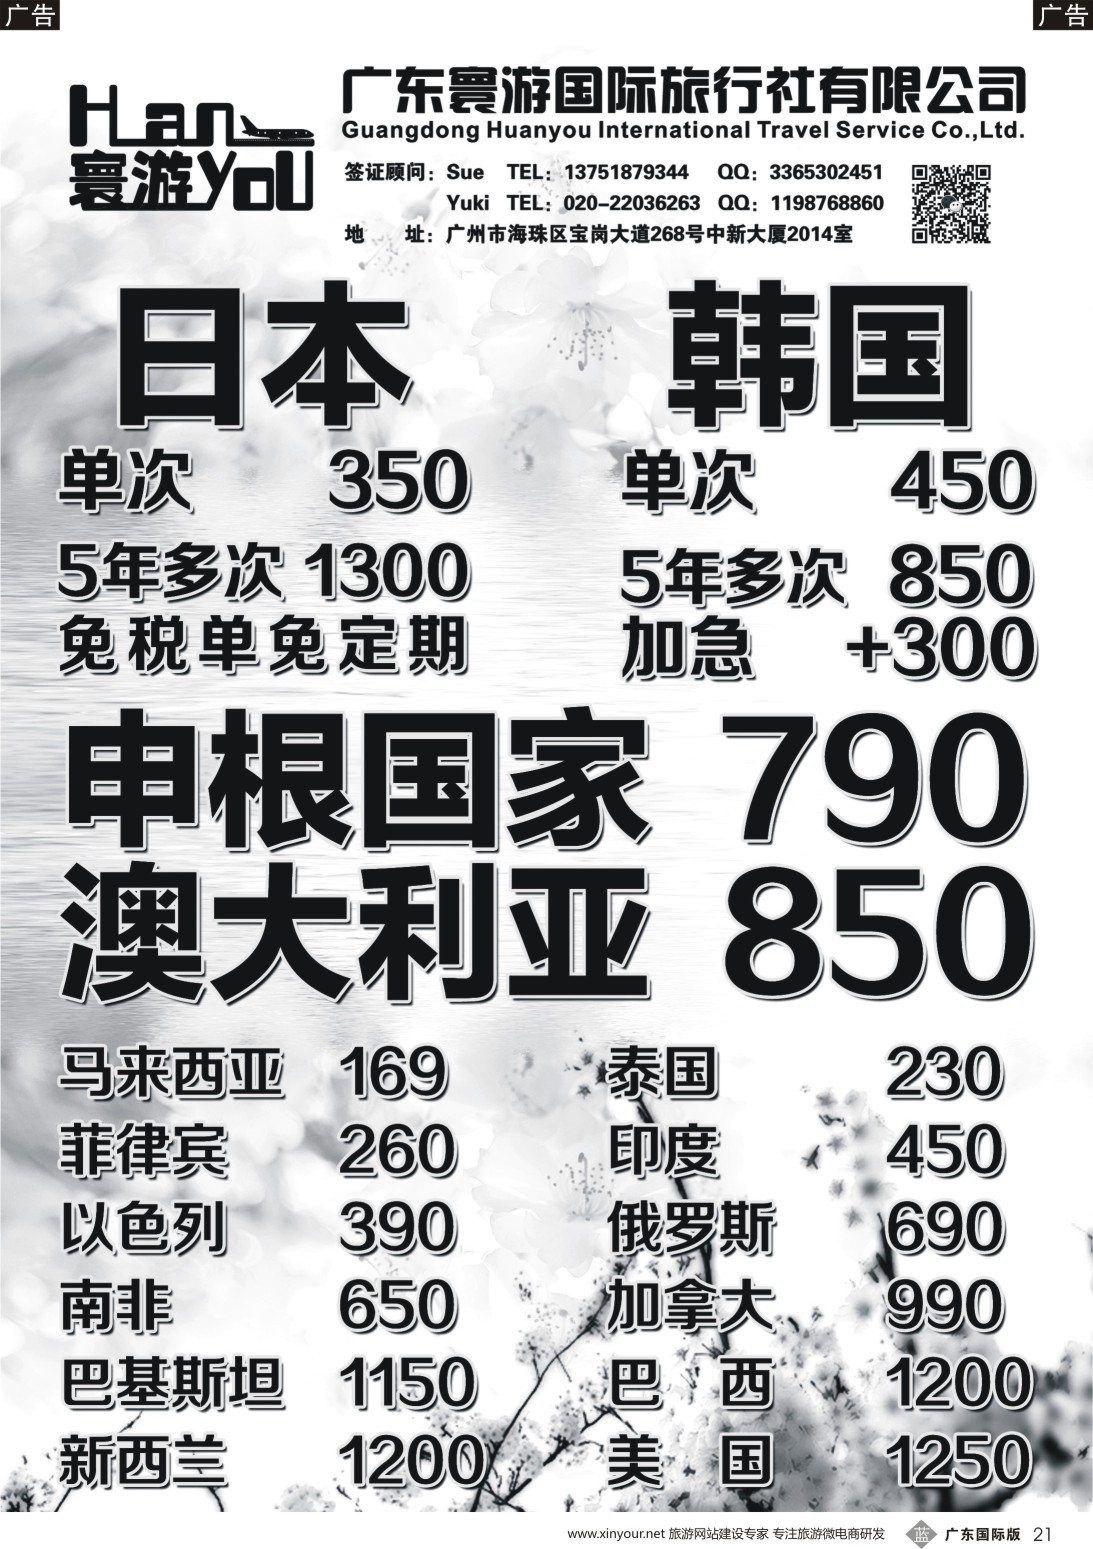 广告 广告
Han
寰游you
广东寰游国际旅行社有限公司
Guangdong Huanyou International Travel Service Co.,Ltd.
签证顾问：Sue TEL：13751879344 QQ：3365302451
Yuki TEL：020-22036263 QQ：1198768860
地 址：广州市海珠区宝岗大道268号中新大厦2014室
日本 韩国
单次 350 单次 450
5年多次 1300 5年多次 850
免税单免定期 加急 +300
申根国家 790
澳大利亚 850
马来西亚 169 泰国 230
菲律宾 260 印度 450
以色列 390 俄罗斯 690
南非 650 加拿大 990
巴基斯坦 1150 巴 西 1200
新西兰 1200 美 国 1250
www.xinyour.net 旅游网站建设专家 专注旅游微电商研发 蓝 广东国际版 21